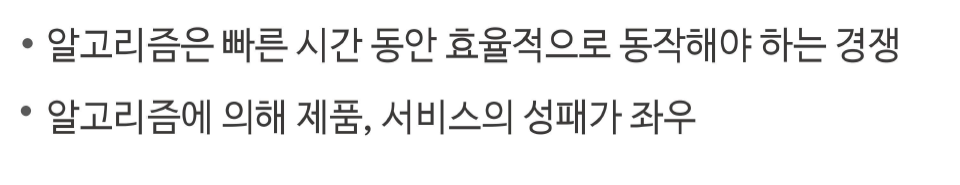 • 알고리즘은 빠른 시간 동안 효율적으로 동작해야 하는 경쟁
• 알고리즘에 의해 제품, 서비스의 성패가 좌우